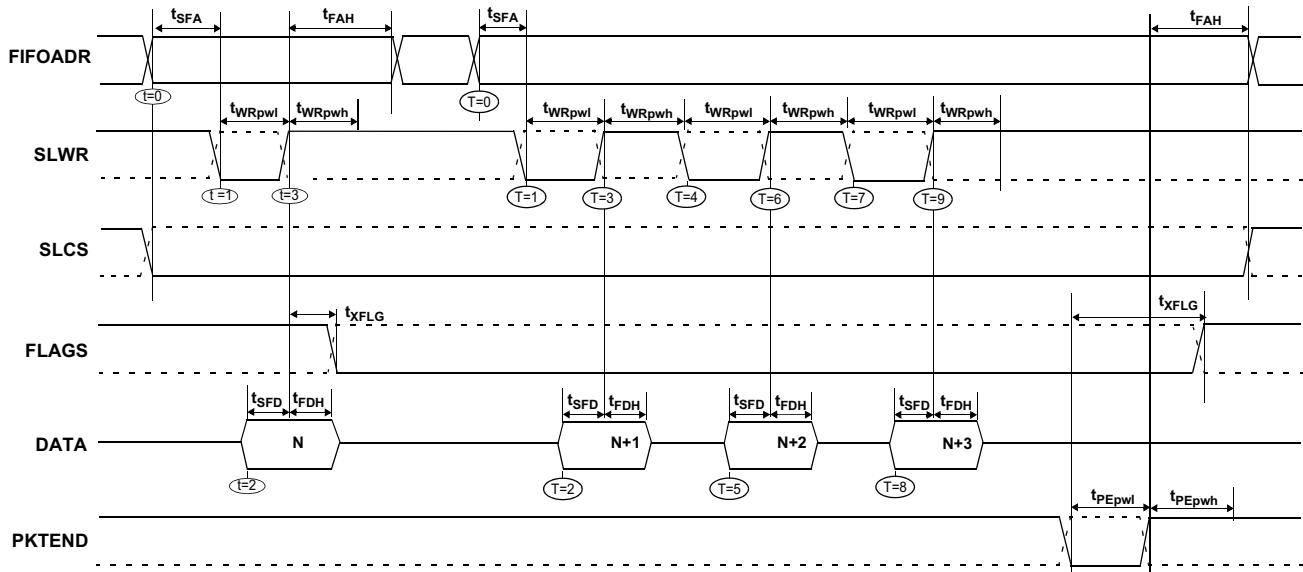 tSFA tFAH tSFA tFAH
FIFOADR
t=0 T=0
tWRpwl tWRpwh tWRpwl tWRpwh tWRpwl tWRpwh tWRpwl tWRpwh
SLWR
t=1 t=3 T=1 T=3 T=4 T=6 T=7 T=9
SLCS
tXFLG tXFLG
FLAGS
tSFD tFDH tSFD tFDH tSFD tFDH tSFD tFDH
DATA N N+1 N+2 N+3
t=2 T=2 T=5 T=8
tPEpwl tPEpwh
PKTEND